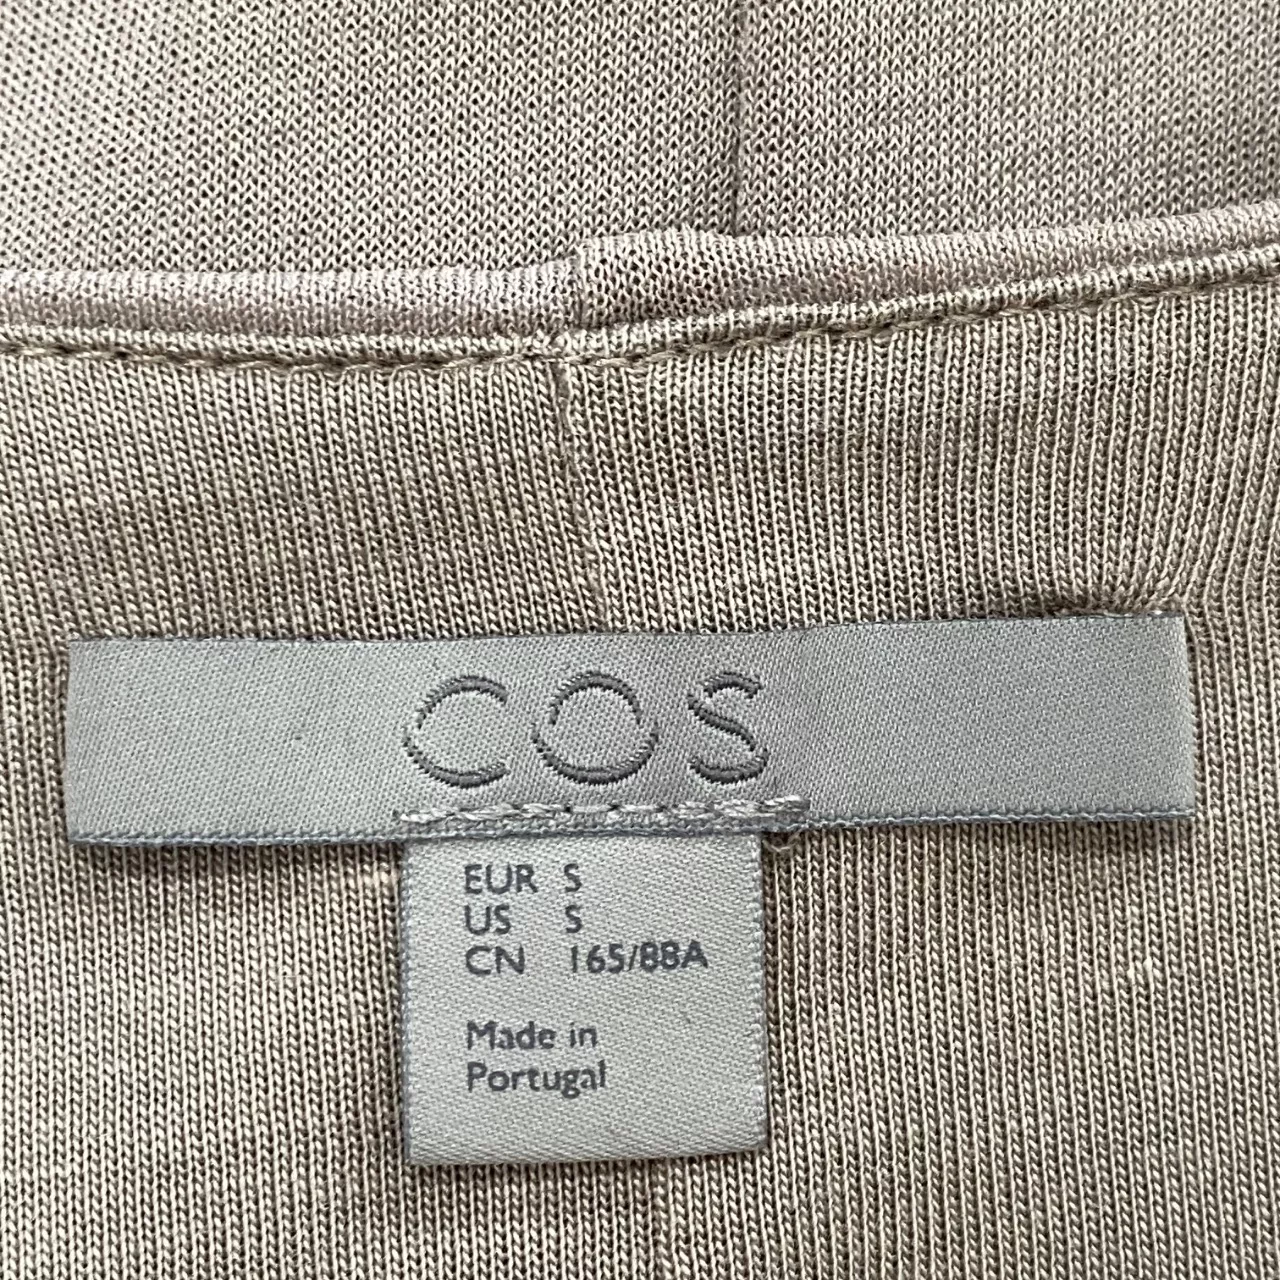 COS
EUR S
US S
CN 165/88A
Made in
Portugal